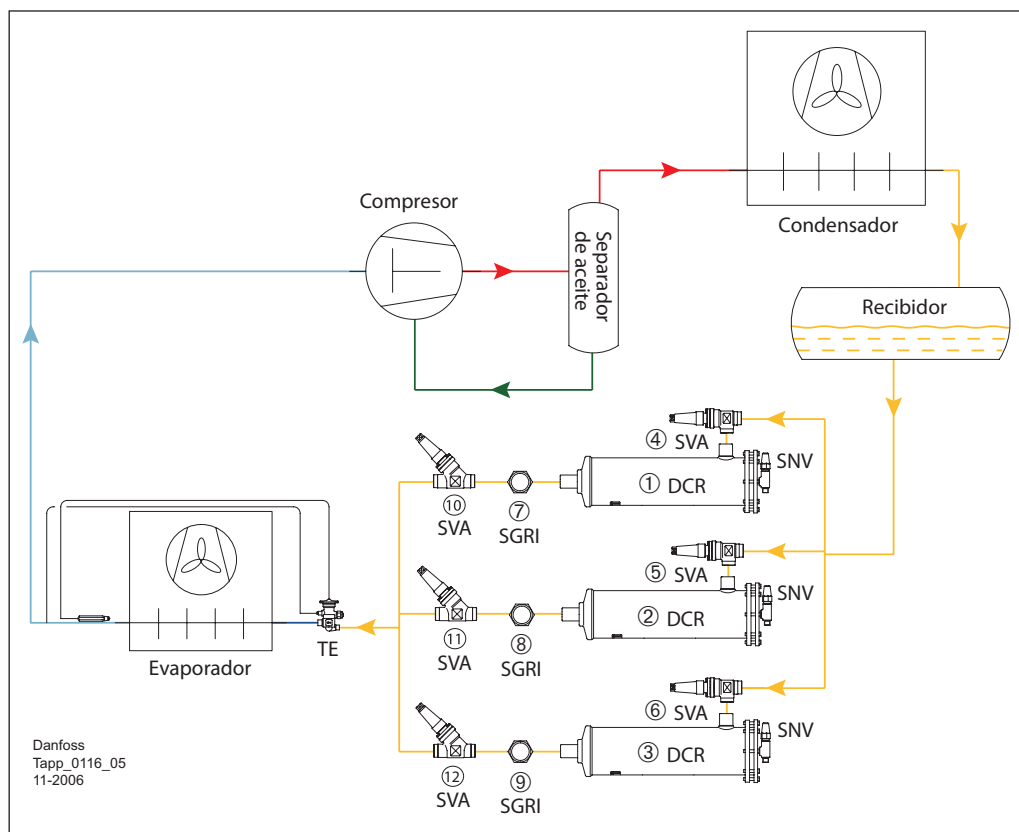 Compresor
Separador
de aceite
Condensador
Recibidor
④ SVA
SNV
① DCR
⑩
SVA
⑦
SGRI
⑤
SVA
SNV
② DCR
⑪
SVA
⑧
SGRI
TE
Evaporador
⑥
SVA
SNV
③ DCR
⑫
SVA
⑨
SGRI
Danfoss
Tapp_0116_05
11-2006